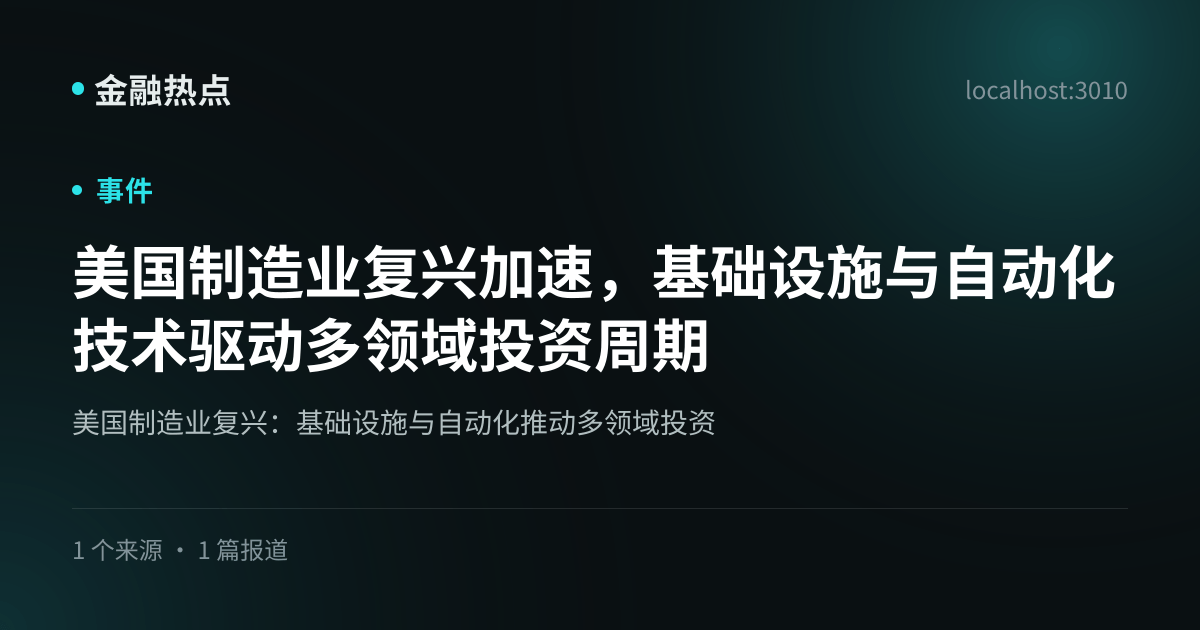 金融热点
localhost:3010
事件
美国制造业复兴加速，基础设施与自动化
技术驱动多领域投资周期
美国制造业复兴：基础设施与自动化推动多领域投资
1 个来源 • 1 篇报道